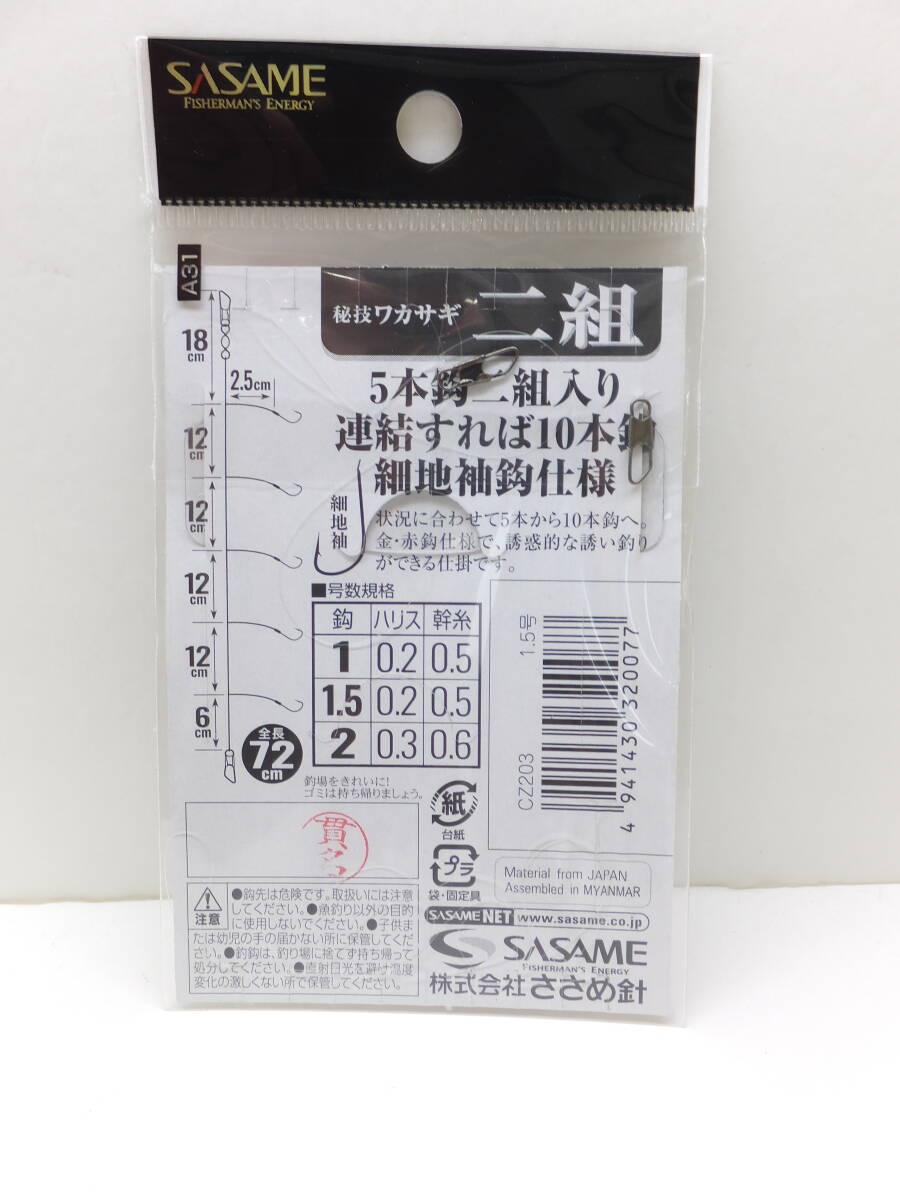 SASAME
FISHERMAN'S ENERGY
A31
秘技ワカサギ 二組
18cm
2.5cm
12cm
12cm
12cm
12cm
6cm
全長
72cm
5本鈎二組入り
連結すれば10本鈎
細地袖鈎仕様
細地袖
状況に合わせて5本から10本鈎へ。
金・赤鈎仕様で、誘惑的な誘い釣り
ができる仕掛です。
■号数規格
鈎 ハリス 幹糸
1 0.2 0.5
1.5 0.2 0.5
2 0.3 0.6
釣場をきれいに!
ゴミは持ち帰りましょう。
1.5号
CZ203
4 941430 320077
紙
台紙
プラ
袋・固定具
Material from JAPAN
Assembled in MYANMAR
貫名
注意
●鈎先は危険です。取扱いには注意
してください。●魚釣り以外の目的
に使用しないでください。●子供ま
たは幼児の手の届かない所に保管してくだ
さい。●釣鈎は、釣り場に捨てず持ち帰って
処分してください。●直射日光を避け湿度
変化の激しくない所で保管してください。
SASAME NET www.sasame.co.jp
SASAME
FISHERMAN'S ENERGY
株式会社 ささめ針